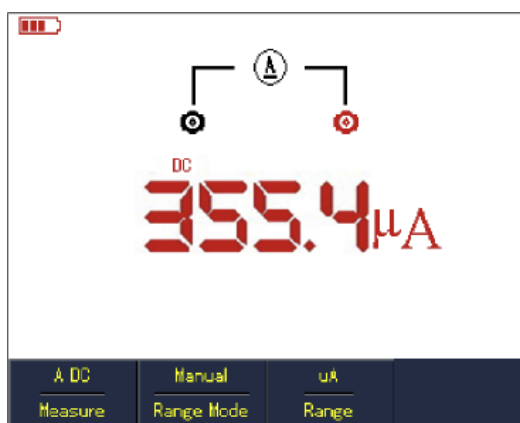 A
DC
355.4μA
A DC Manual uA
Measure Range Mode Range